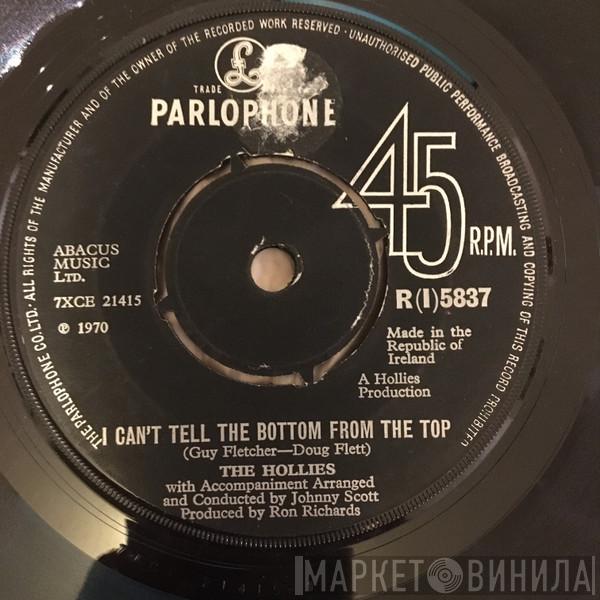 THE PARLOPHONE CO.LTD. · ALL RIGHTS OF THE MANUFACTURER AND OF THE OWNER OF THE RECORDED WORK RESERVED · UNAUTHORISED PUBLIC PERFORMANCE BROADCASTING AND COPYING OF THIS RECORD PROHIBITED
£
TRADE
PARLOPHONE
45
R.P.M.
ABACUS
MUSIC
LTD.
7XCE 21415
℗ 1970
R(I)5837
Made in the
Republic of
Ireland
A Hollies
Production
I CAN'T TELL THE BOTTOM FROM THE TOP
(Guy Fletcher—Doug Flett)
THE HOLLIES
with Accompaniment Arranged
and Conducted by Johnny Scott
Produced by Ron Richards
МАРКЕТ ВИНИЛА